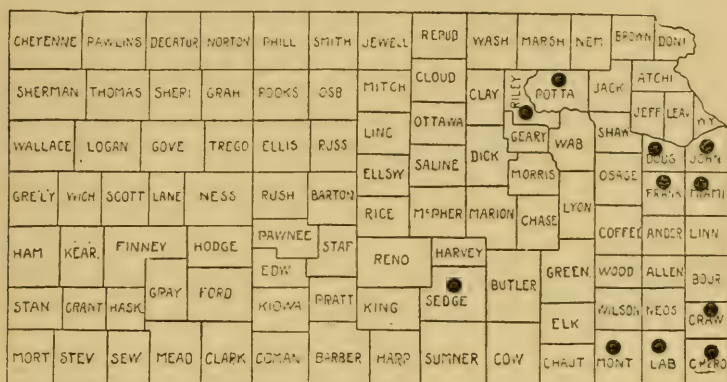 CHEYENNE RAWLINS DECATUR NORTON PHILL SMITH JEWELL REPUB WASH MARSH NEM BROWN DONI
SHERMAN THOMAS SHERI GRAH ROOKS OSB MITCH CLOUD CLAY RILEY POTTA JACK ATCHI
JEFF LEAV WY
WALLACE LOGAN GOVE TREGO ELLIS RUSS LINC OTTAWA DICK GEARY WAB SHAW DOUG JOHN
ELLSW SALINE MORRIS OSAGE FRANK MIAMI
GRE'LY WICH SCOTT LANE NESS RUSH BARTON RICE M'PHER MARION CHASE LYON
HAM KEAR. FINNEY HODGE PAWNEE STAF RENO HARVEY COFFEE ANDER LINN
EDW
STAN GRANT HASK GRAY FORD KIOWA PRATT KING SEDGE BUTLER GREEN WOOD ALLEN BOUR
ELK WILSON NEOS CRAW
MORT STEV SEW MEAD CLARK COMAN BARBER HARP SUMNER COW CHAUT MONT LAB CHERO